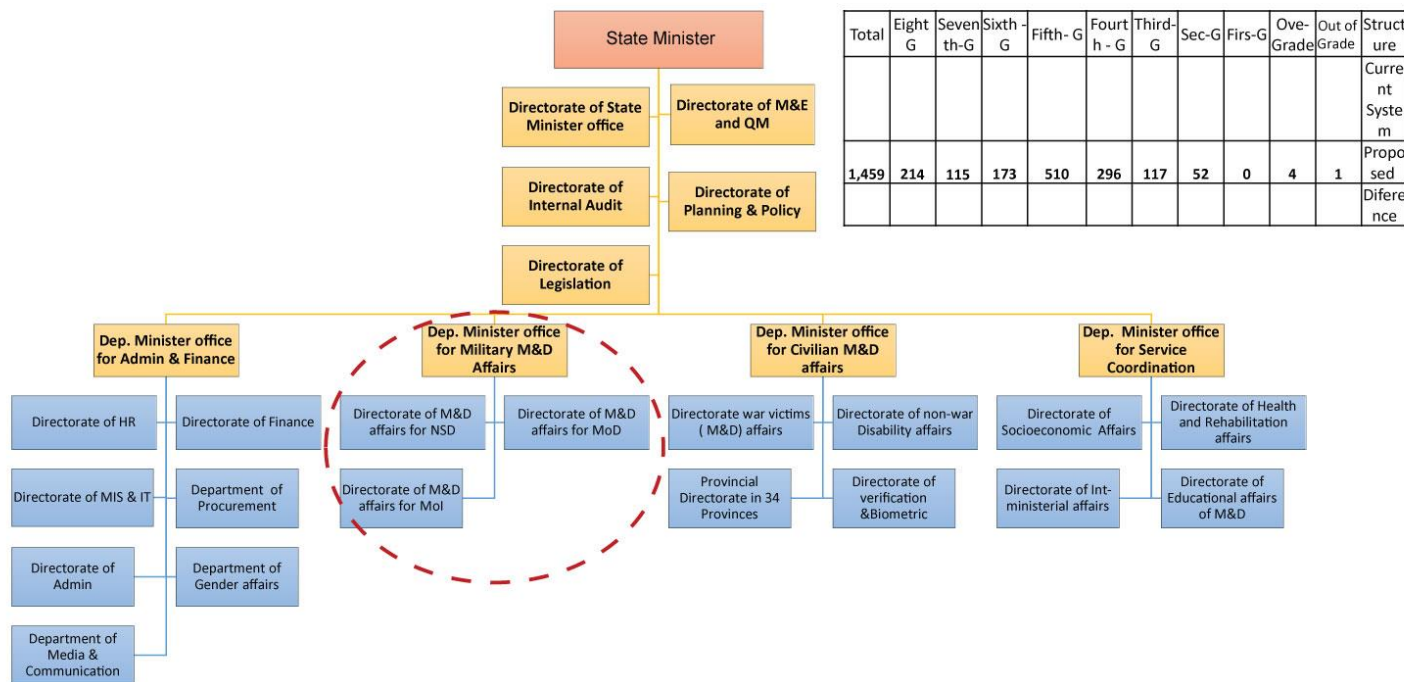 State Minister
Directorate of State
Minister office
Directorate of M&E
and QM
Directorate of
Internal Audit
Directorate of
Planning & Policy
Directorate of
Legislation
Total
Eight
G
Seven
th-G
Sixth -
G
Fifth- G
Fourt
h - G
Third-
G
Sec-G
Firs-G
Ove-
Grade
Out of
Grade
Struct
ure
Curre
nt
Syste
m
1,459 214 115 173 510 296 117 52 0 4 1
Propo
sed
Difere
nce
Dep. Minister office
for Admin & Finance
Directorate of HR
Directorate of Finance
Directorate of MIS & IT
Department of
Procurement
Directorate of
Admin
Department of
Gender affairs
Department of
Media &
Communication
Dep. Minister office
for Military M&D
Affairs
Directorate of M&D
affairs for NSD
Directorate of M&D
affairs for MoD
Directorate of M&D
affairs for MoI
Dep. Minister office
for Civilian M&D
affairs
Directorate war victims
( M&D) affairs
Directorate of non-war
Disability affairs
Provincial
Directorate in 34
Provinces
Directorate of
verification
&Biometric
Dep. Minister office
for Service
Coordination
Directorate of
Socioeconomic Affairs
Directorate of Health
and Rehabilitation
affairs
Directorate of Int-
ministerial affairs
Directorate of
Educational affairs
of M&D